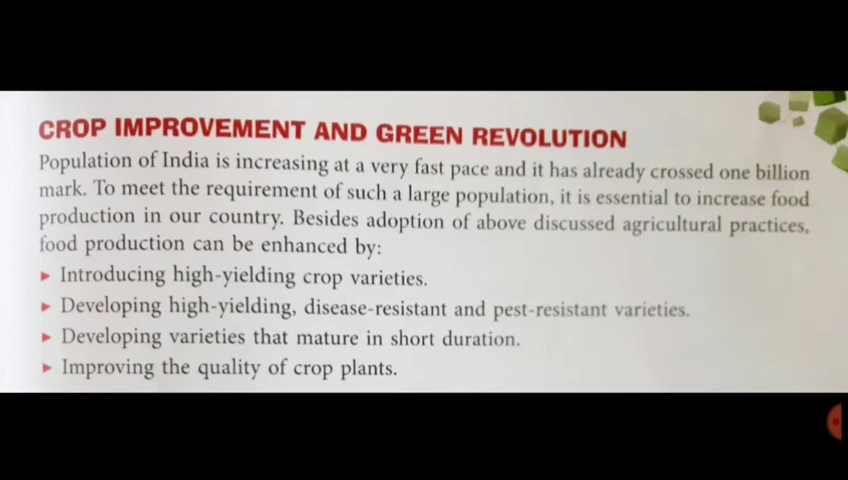 CROP IMPROVEMENT AND GREEN REVOLUTION
Population of India is increasing at a very fast pace and it has already crossed one billion
mark. To meet the requirement of such a large population, it is essential to increase food
production in our country. Besides adoption of above discussed agricultural practices,
food production can be enhanced by:
▸ Introducing high-yielding crop varieties.
▸ Developing high-yielding, disease-resistant and pest-resistant varieties.
▸ Developing varieties that mature in short duration.
▸ Improving the quality of crop plants.